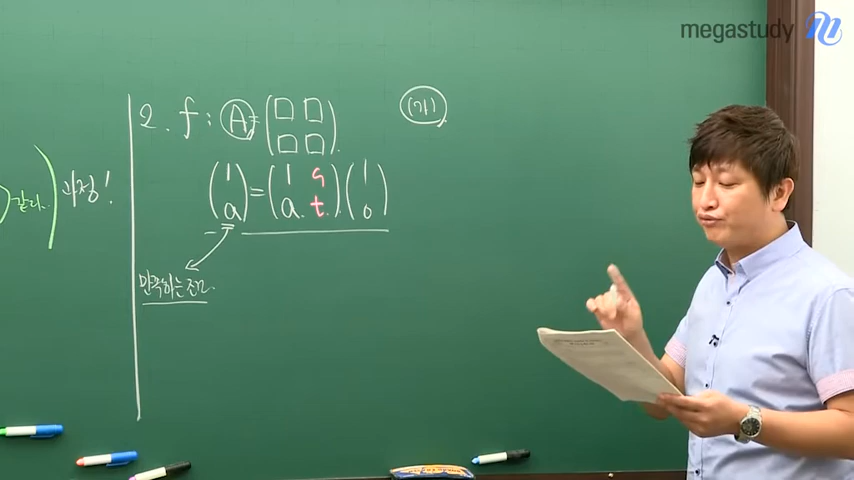 megastudy
같다.
과정!
2. f : A = (□ □ □ □).
(가)
(1 a) = (1 s a. t.)(1 0)
만족하는 조건.